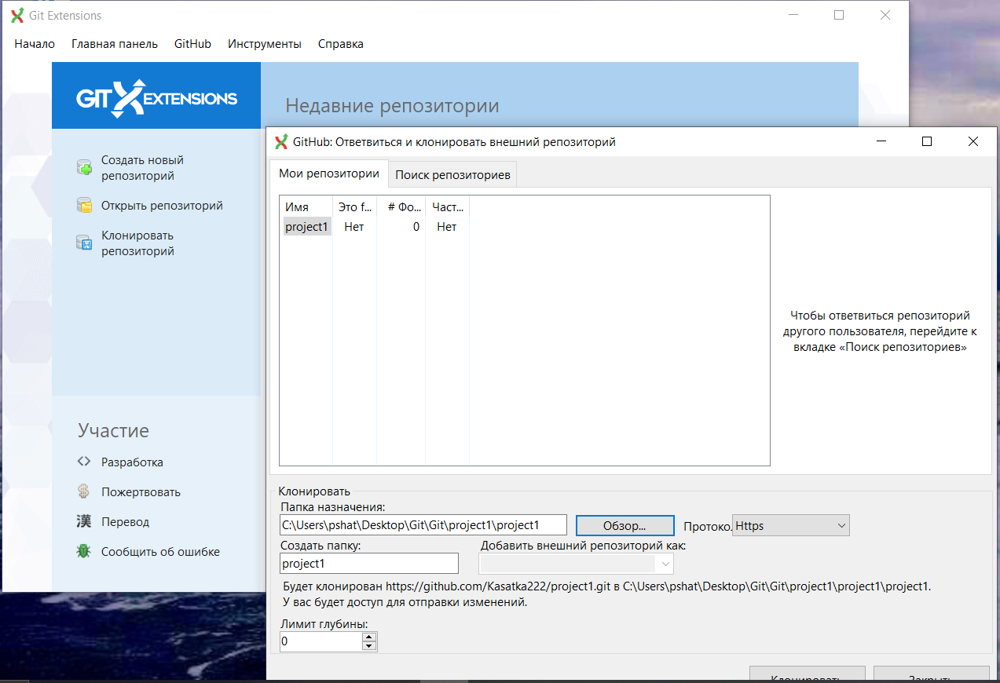 Git Extensions
Начало Главная панель GitHub Инструменты Справка
GIT EXTENSIONS
Недавние репозитории
Создать новый
репозиторий
Открыть репозиторий
Клонировать
репозиторий
Участие
Разработка
Пожертвовать
漢 Перевод
Сообщить об ошибке
GitHub: Ответвиться и клонировать внешний репозиторий
Мои репозитории Поиск репозиториев
Имя Это f... # Фо... Част...
project1 Нет 0 Нет
Чтобы ответвиться репозиторий
другого пользователя, перейдите к
вкладке «Поиск репозиториев»
Клонировать
Папка назначения:
C:\Users\pshat\Desktop\Git\Git\project1\project1 Обзор... Протоко. Https
Создать папку: Добавить внешний репозиторий как:
project1
Будет клонирован https://github.com/Kasatka222/project1.git в C:\Users\pshat\Desktop\Git\Git\project1\project1\project1.
У вас будет доступ для отправки изменений.
Лимит глубины:
0
Клонировать Закрыть